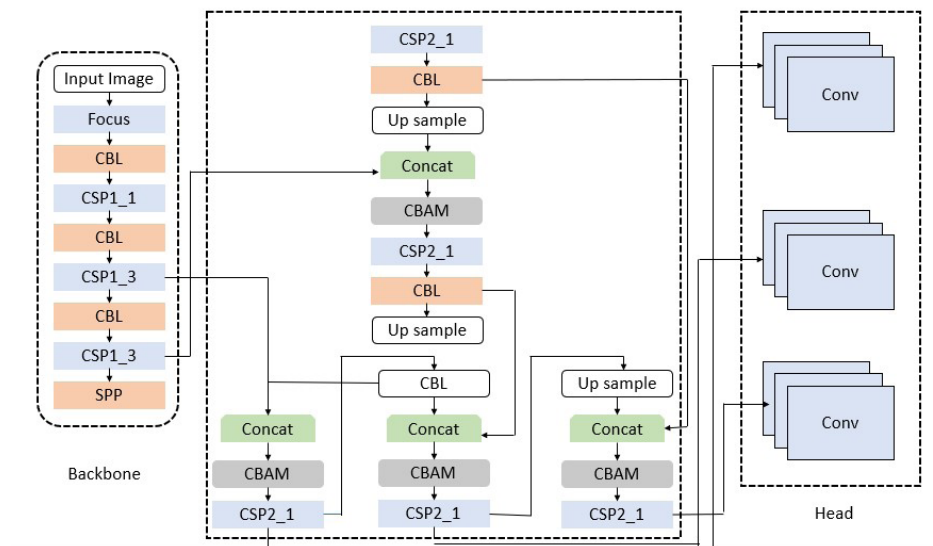 Input Image
Focus
CBL
CSP1_1
CBL
CSP1_3
CBL
CSP1_3
SPP
Backbone
CSP2_1
CBL
Up sample
Concat
CBAM
CSP2_1
CBL
Up sample
CBL
Up sample
Concat
Concat
Concat
CBAM
CBAM
CBAM
CSP2_1
CSP2_1
CSP2_1
Conv
Conv
Conv
Head